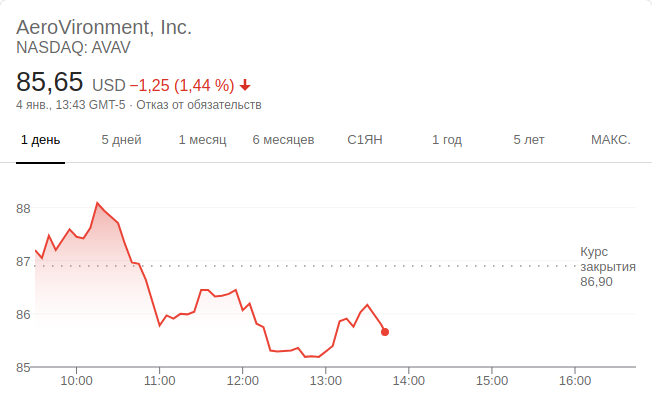 AeroVironment, Inc.
NASDAQ: AVAV
85,65 USD −1,25 (1,44 %)
4 янв., 13:43 GMT-5 · Отказ от обязательств
1 день 5 дней 1 месяц 6 месяцев С1ЯН 1 год 5 лет МАКС.
88
87
86
85
Курс
закрытия
86,90
10:00 11:00 12:00 13:00 14:00 15:00 16:00